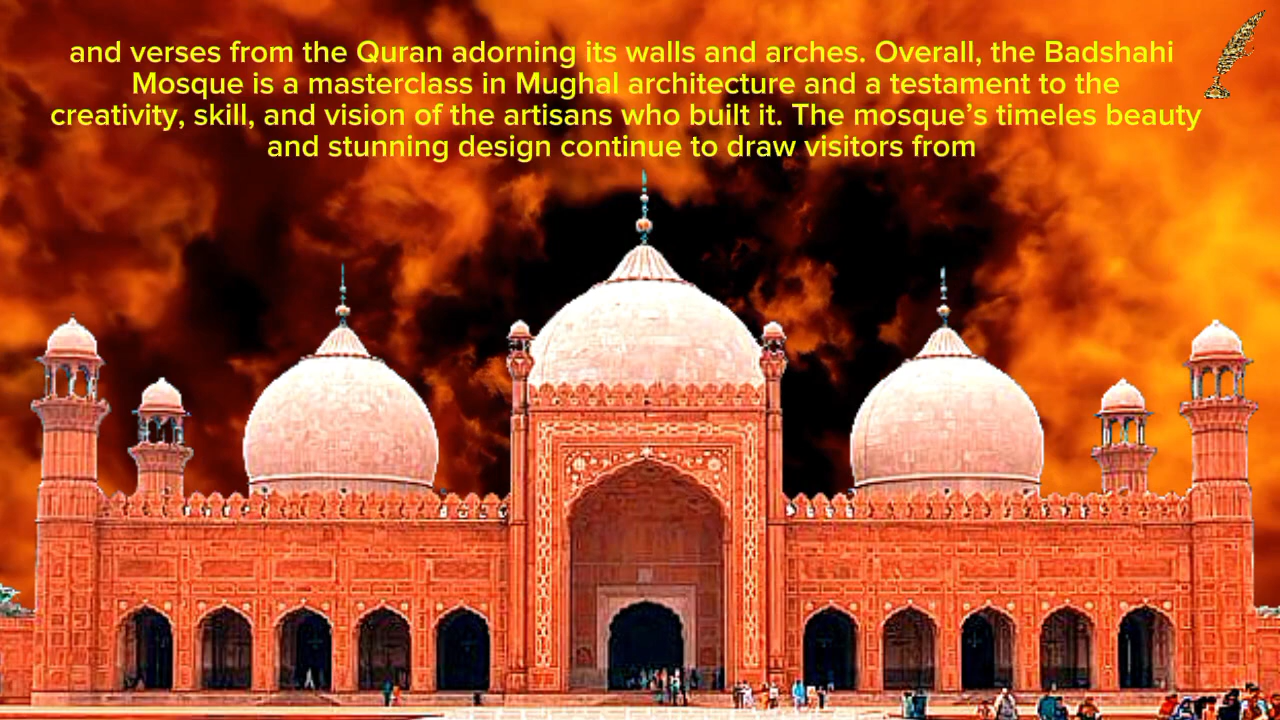 and verses from the Quran adorning its walls and arches. Overall, the Badshahi
Mosque is a masterclass in Mughal architecture and a testament to the
creativity, skill, and vision of the artisans who built it. The mosque’s timeles beauty
and stunning design continue to draw visitors from